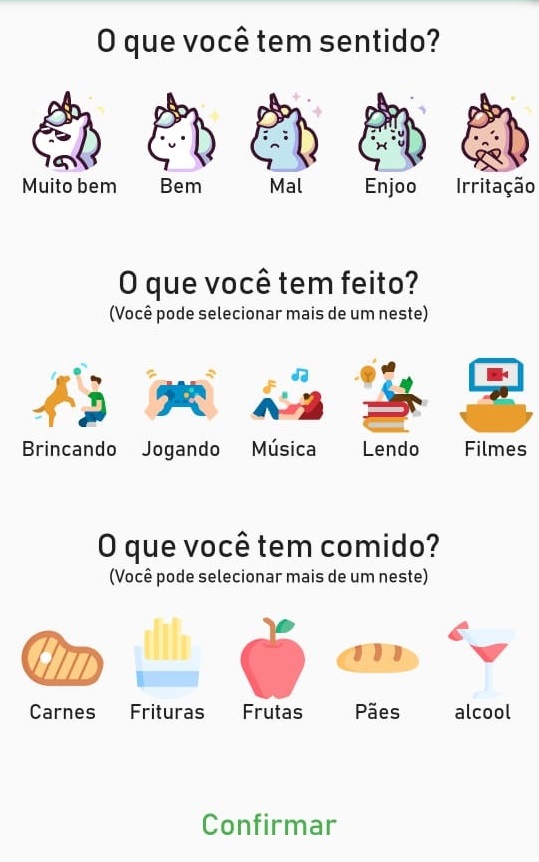 O que você tem sentido?
Muito bem Bem Mal Enjoo Irritação
O que você tem feito?
(Você pode selecionar mais de um neste)
Brincando Jogando Música Lendo Filmes
O que você tem comido?
(Você pode selecionar mais de um neste)
Carnes Frituras Frutas Pães alcool
Confirmar